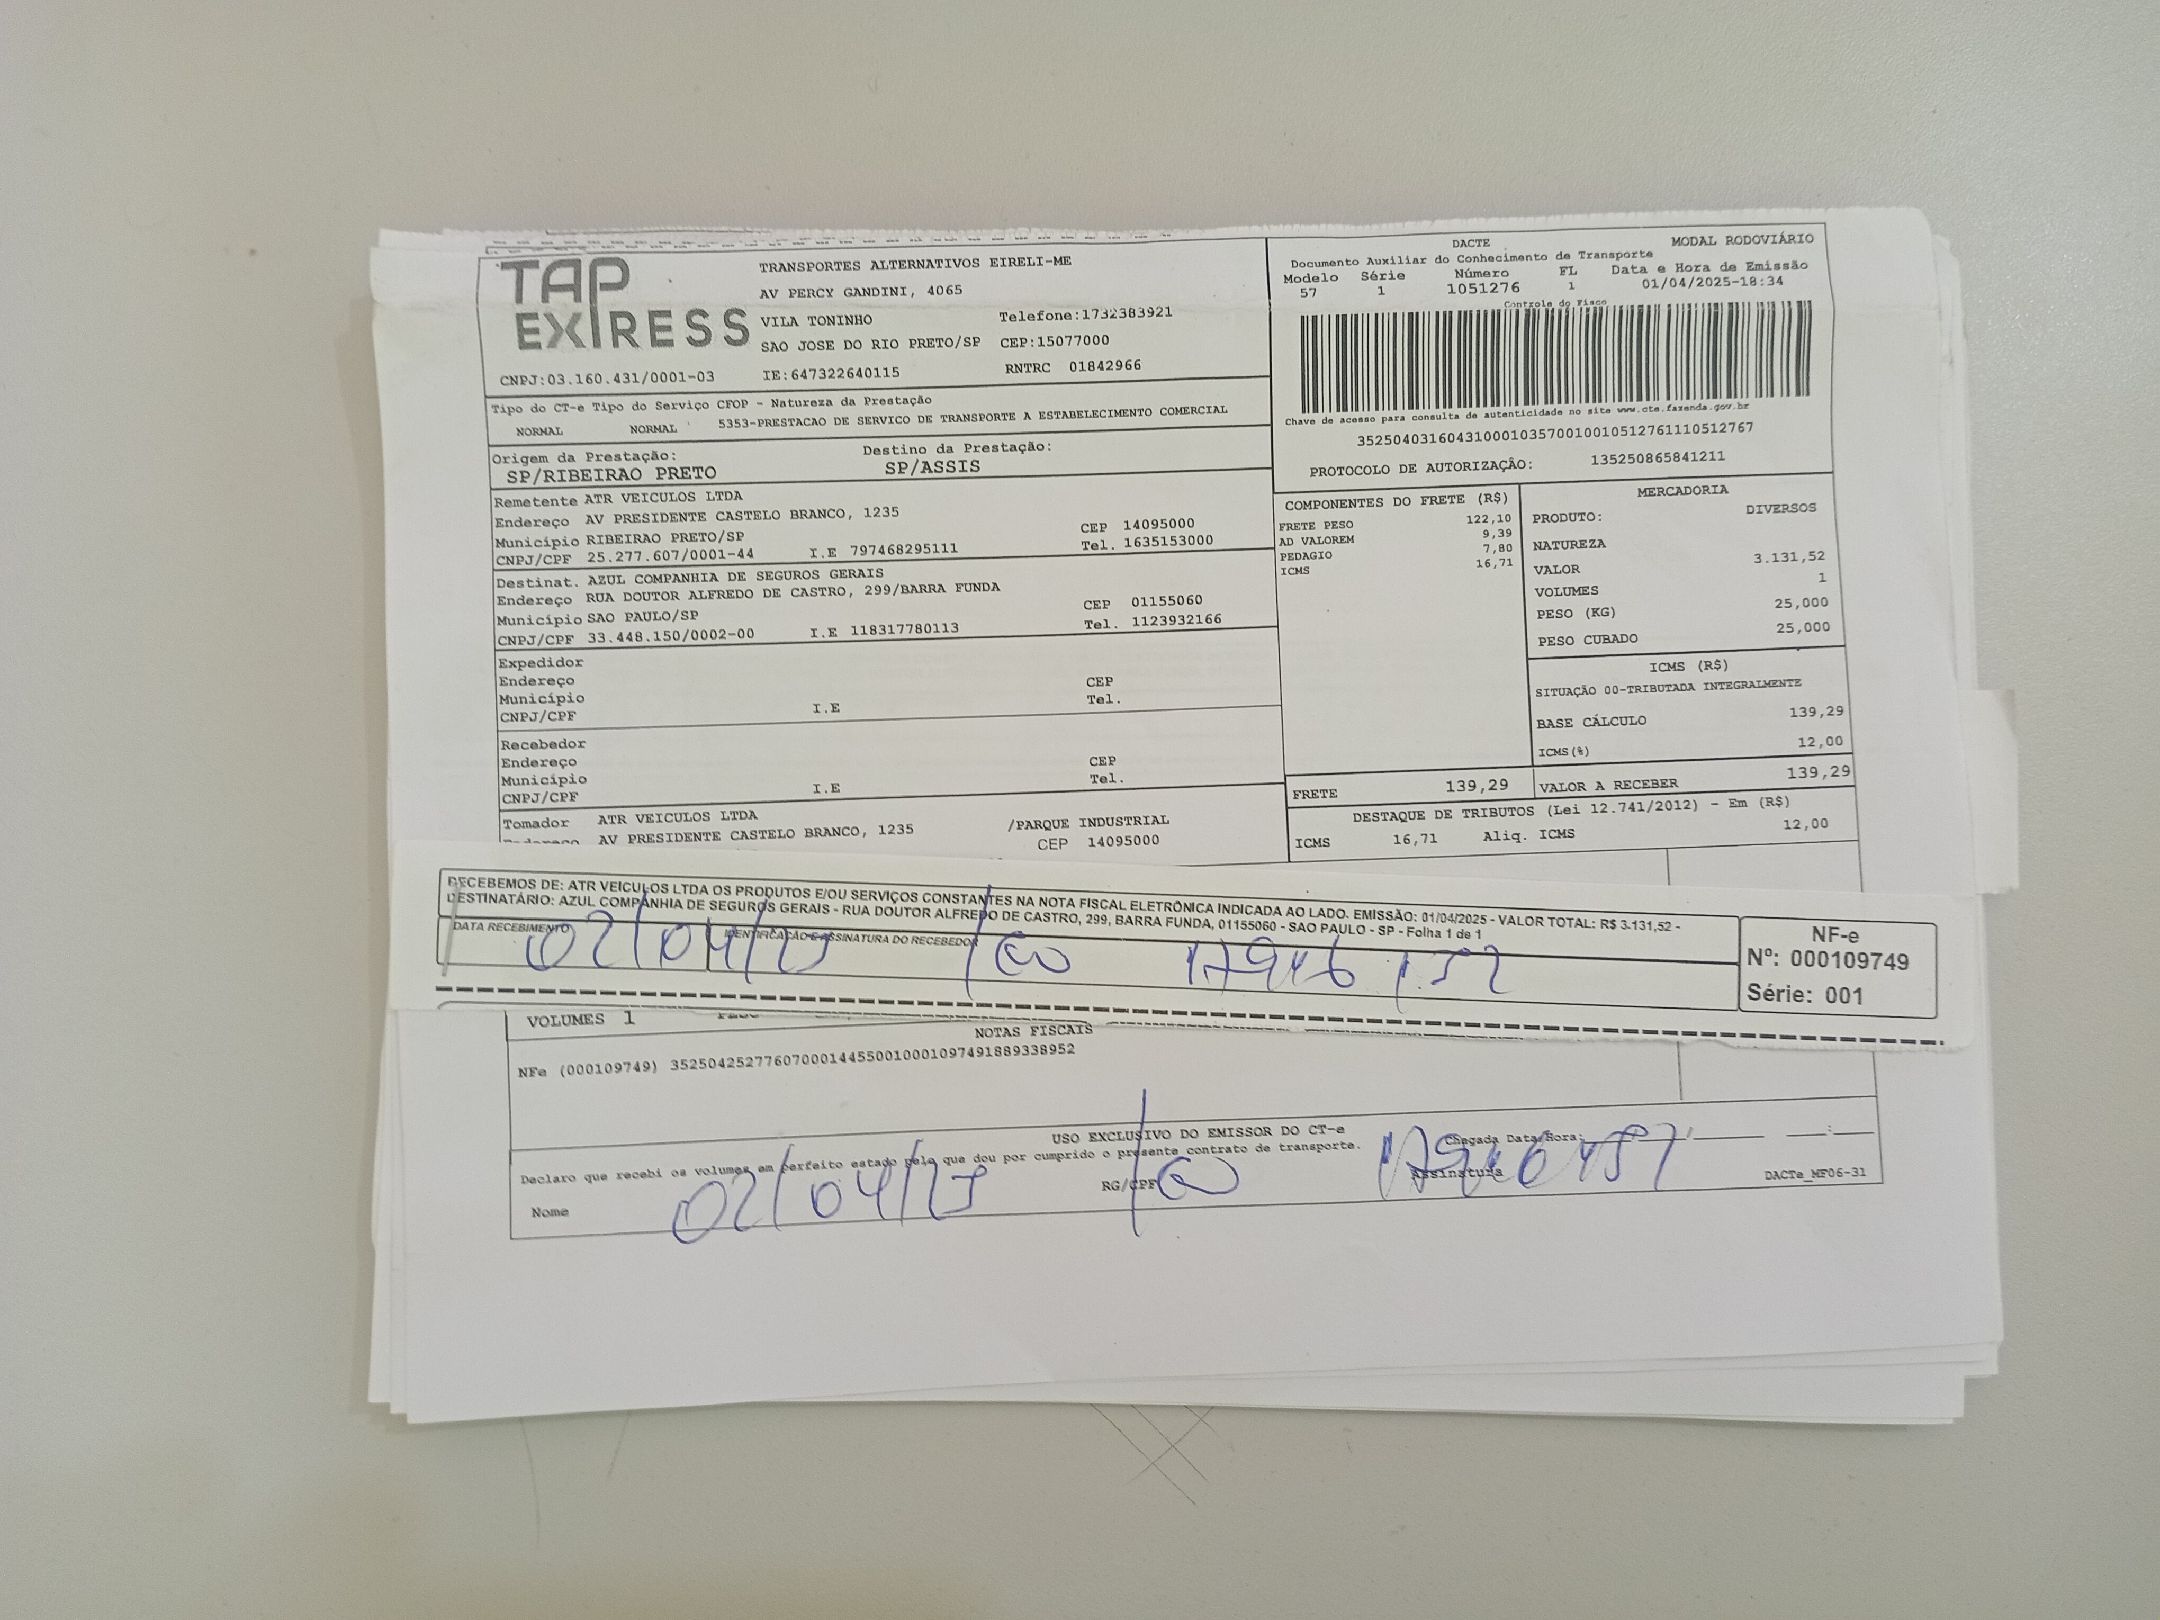 TAP EXPRESS
TRANSPORTES ALTERNATIVOS EIRELI-ME
AV PERCY GANDINI, 4065
VILA TONINHO Telefone:1732383921
SAO JOSE DO RIO PRETO/SP CEP:15077000
CNPJ:03.160.431/0001-03 IE:647322640115 RNTRC 01842966
DACTE MODAL RODOVIÁRIO
Documento Auxiliar do Conhecimento de Transporte
Modelo Série Número FL Data e Hora de Emissão
57 1 1051276 1 01/04/2025-18:34
Controle do Fisco
Chave de acesso para consulta de autenticidade no site www.cte.fazenda.gov.br
35250403160431000103570010010512761110512767
PROTOCOLO DE AUTORIZAÇÃO: 135250865841211
Tipo do CT-e Tipo do Serviço CFOP - Natureza da Prestação
NORMAL NORMAL 5353-PRESTACAO DE SERVICO DE TRANSPORTE A ESTABELECIMENTO COMERCIAL
Origem da Prestação: Destino da Prestação:
SP/RIBEIRAO PRETO SP/ASSIS
Remetente ATR VEICULOS LTDA
Endereço AV PRESIDENTE CASTELO BRANCO, 1235
Município RIBEIRAO PRETO/SP CEP 14095000
CNPJ/CPF 25.277.607/0001-44 I.E 797468295111 Tel. 1635153000
Destinat. AZUL COMPANHIA DE SEGUROS GERAIS
Endereço RUA DOUTOR ALFREDO DE CASTRO, 299/BARRA FUNDA
Município SAO PAULO/SP CEP 01155060
CNPJ/CPF 33.448.150/0002-00 I.E 118317780113 Tel. 1123932166
Expedidor
Endereço
Município CEP
CNPJ/CPF I.E Tel.
Recebedor
Endereço
Município CEP
CNPJ/CPF I.E Tel.
Tomador ATR VEICULOS LTDA
AV PRESIDENTE CASTELO BRANCO, 1235 /PARQUE INDUSTRIAL
CEP 14095000
COMPONENTES DO FRETE (R$)
FRETE PESO 122,10
AD VALOREM 9,39
PEDAGIO 7,80
ICMS 16,71
MERCADORIA
PRODUTO: DIVERSOS
NATUREZA
VALOR 3.131,52
VOLUMES 1
PESO (KG) 25,000
PESO CUBADO 25,000
ICMS (R$)
SITUAÇÃO 00-TRIBUTADA INTEGRALMENTE
BASE CÁLCULO 139,29
ICMS(%) 12,00
FRETE 139,29 VALOR A RECEBER 139,29
DESTAQUE DE TRIBUTOS (Lei 12.741/2012) - Em (R$)
ICMS 16,71 Aliq. ICMS 12,00
RECEBEMOS DE: ATR VEICULOS LTDA OS PRODUTOS E/OU SERVIÇOS CONSTANTES NA NOTA FISCAL ELETRÔNICA INDICADA AO LADO. EMISSÃO: 01/04/2025 - VALOR TOTAL: R$ 3.131,52 -
DESTINATÁRIO: AZUL COMPANHIA DE SEGUROS GERAIS - RUA DOUTOR ALFREDO DE CASTRO, 299, BARRA FUNDA, 01155060 - SAO PAULO - SP - Folha 1 de 1
DATA RECEBIMENTO IDENTIFICAÇÃO E ASSINATURA DO RECEBEDOR
02/04/25
NF-e
Nº: 000109749
Série: 001
VOLUMES 1
NOTAS FISCAIS
NFe (000109749) 35250425277607000144550010001097491889338952
USO EXCLUSIVO DO EMISSOR DO CT-e
Declaro que recebi os volumes em perfeito estado pelo que dou por cumprido o presente contrato de transporte.
Chegada Data/Hora:
Nome 02/04/25 RG/CPF Assinatura DACTe_MF06-31